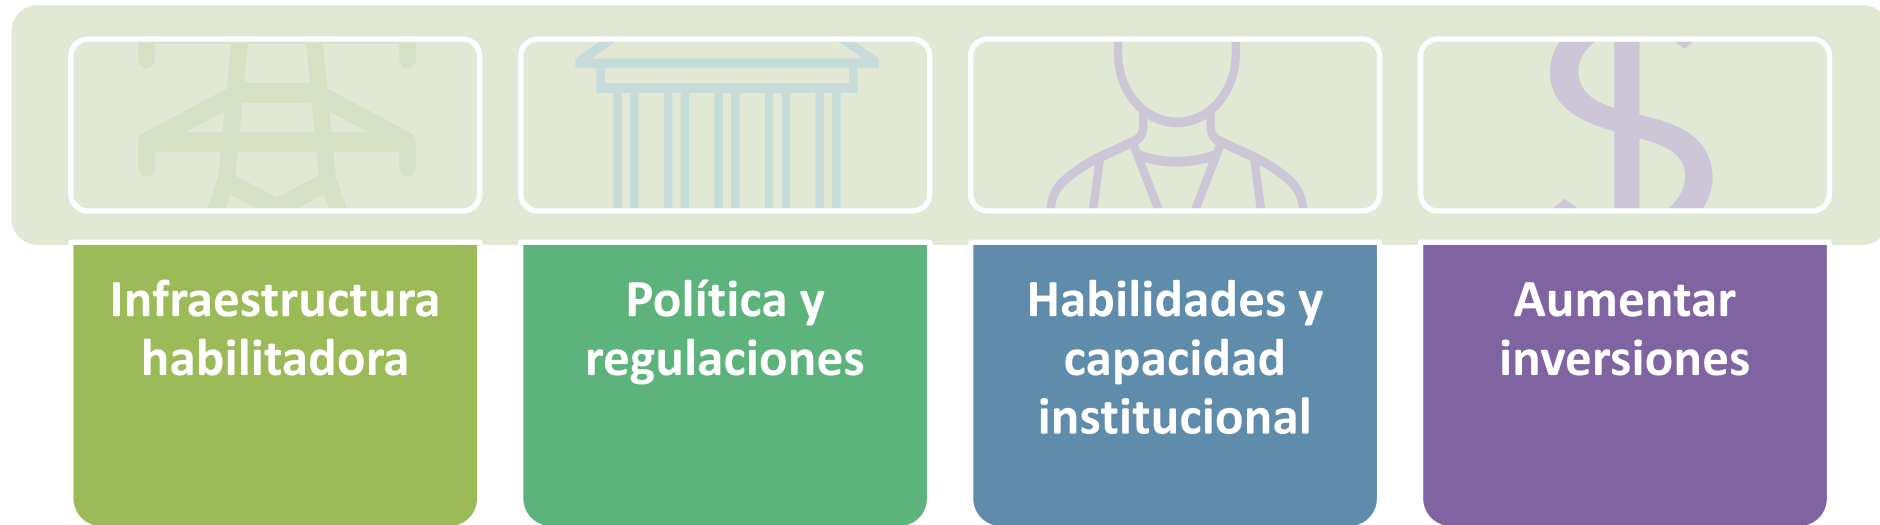 Infraestructura
habilitadora
Política y
regulaciones
Habilidades y
capacidad
institucional
Aumentar
inversiones